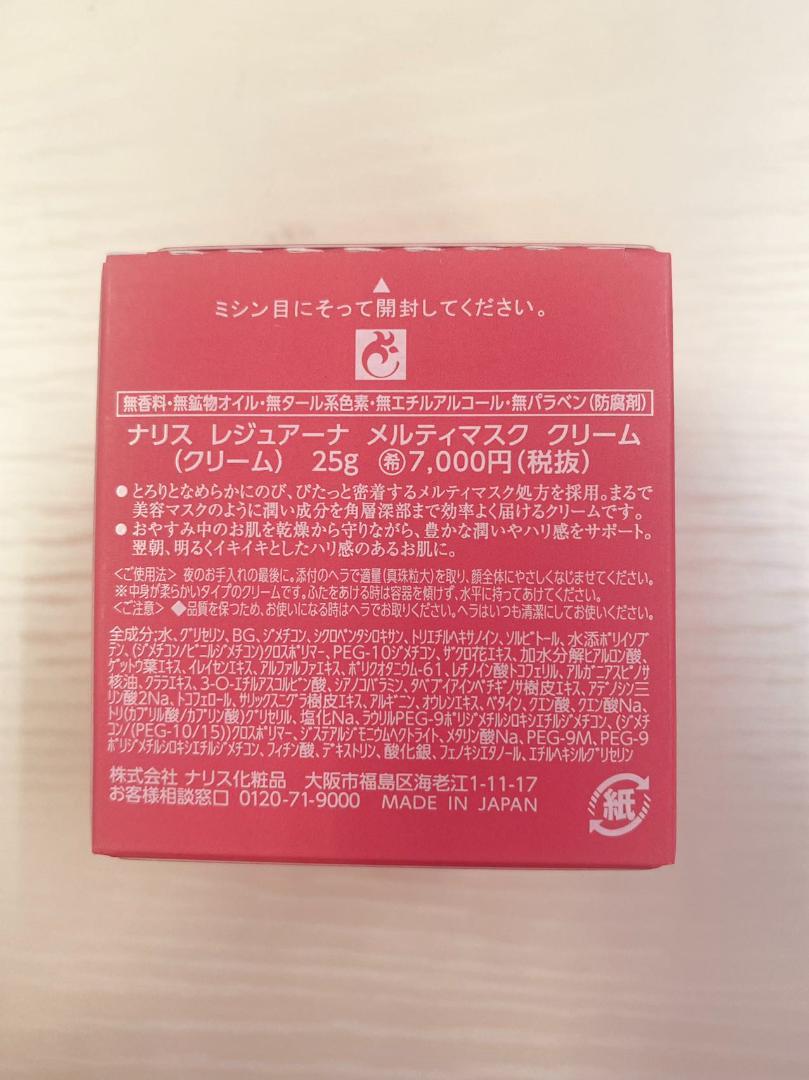 ミシン目にそって開封してください。
無香料・無鉱物オイル・無タール系色素・無エチルアルコール・無パラベン(防腐剤)
ナリス レジュアーナ メルティマスク クリーム
(クリーム) 25g ㊖7,000円(税抜)
●とろりとなめらかにのび、ぴたっと密着するメルティマスク処方を採用。まるで
美容マスクのように潤い成分を角層深部まで効率よく届けるクリームです。
●おやすみ中のお肌を乾燥から守りながら、豊かな潤いやハリ感をサポート。
翌朝、明るくイキイキとしたハリ感のあるお肌に。
<ご使用法> 夜のお手入れの最後に。添付のヘラで適量(真珠粒大)を取り、顔全体にやさしくなじませてください。
※中身が柔らかいタイプのクリームです。ふたをあける時は容器を傾けず、水平に持ってあけてください。
<ご注意> ◆品質を保つため、お使いになる時はヘラでお取りください。ヘラはいつも清潔にしてお使いください。
全成分:水、グリセリン、BG、ジメチコン、シクロペンタシロキサン、トリエチルヘキサノイン、ソルビトール、水添ポリイソブ
テン、(ジメチコン/ビニルジメチコン)クロスポリマー、PEG-10ジメチコン、ザクロ花エキス、加水分解ヒアルロン酸、
ゲットウ葉エキス、イレイセンエキス、アルファルファエキス、ポリクオタニウム-61、レチノイン酸トコフェリル、アルガニアスピノサ
核油、クララエキス、3-O-エチルアスコルビン酸、シアノコバラミン、タベブイアインペチギノサ樹皮エキス、アデノシン三
リン酸2Na、トコフェロール、サリックスニグラ樹皮エキス、アルギニン、オウレンエキス、ベタイン、クエン酸、クエン酸Na、
トリ(カプリル酸/カプリン酸)グリセリル、塩化Na、ラウリルPEG-9ポリジメチルシロキシエチルジメチコン、(ジメチ
コン/(PEG-10/15))クロスポリマー、ジステアルジモニウムヘクトライト、メタリン酸Na、PEG-9M、PEG-9
ポリジメチルシロキシエチルジメチコン、フィチン酸、デキストリン、酸化銀、フェノキシエタノール、エチルヘキシルグリセリン
株式会社 ナリス化粧品 大阪市福島区海老江1-11-17
お客様相談窓口 0120-71-9000 MADE IN JAPAN
紙